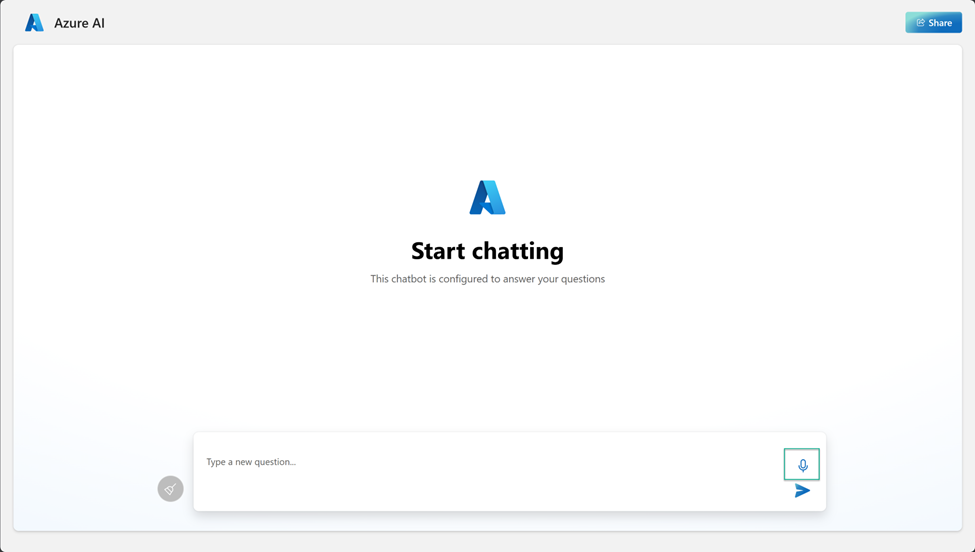 Azure AI
Share
Start chatting
This chatbot is configured to answer your questions
Type a new question...